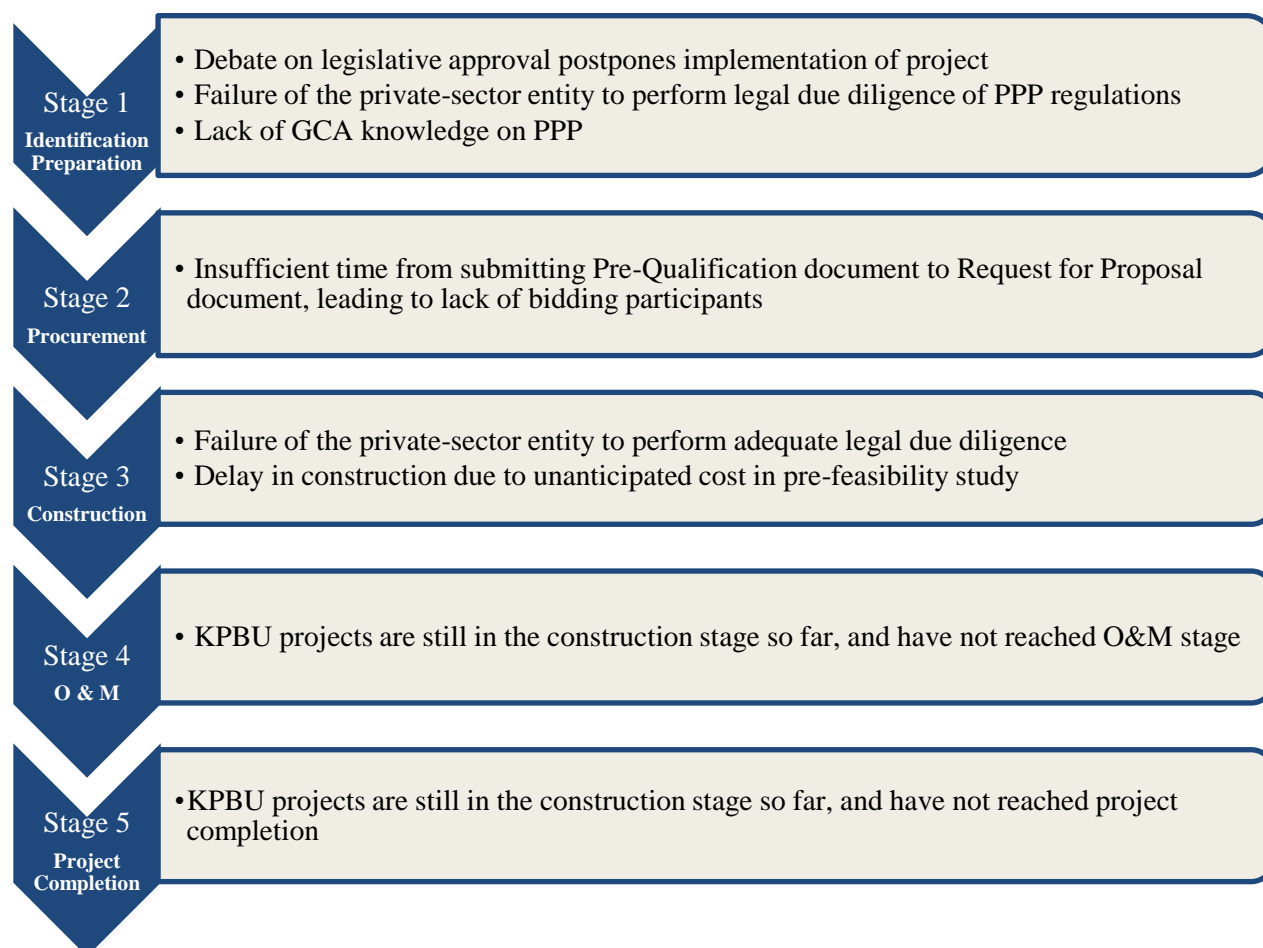 Stage 1
Identification
Preparation
• Debate on legislative approval postpones implementation of project
• Failure of the private-sector entity to perform legal due diligence of PPP regulations
• Lack of GCA knowledge on PPP
Stage 2
Procurement
• Insufficient time from submitting Pre-Qualification document to Request for Proposal
document, leading to lack of bidding participants
Stage 3
Construction
• Failure of the private-sector entity to perform adequate legal due diligence
• Delay in construction due to unanticipated cost in pre-feasibility study
Stage 4
O & M
• KPBU projects are still in the construction stage so far, and have not reached O&M stage
Stage 5
Project
Completion
•KPBU projects are still in the construction stage so far, and have not reached project
completion